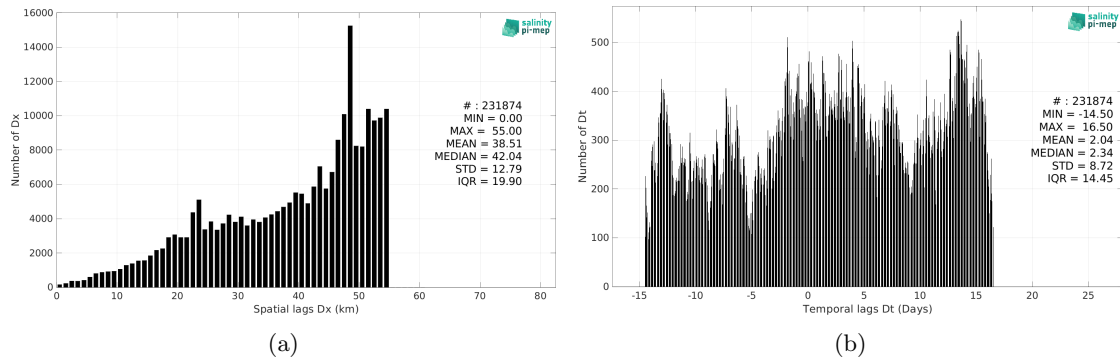 16000
14000
12000
10000
8000
6000
4000
2000
0
Number of Dx
0
10
20
30
40
50
60
70
80
Spatial lags Dx (km)
salinity
pi-mep
# : 231874
MIN = 0.00
MAX = 55.00
MEAN = 38.51
MEDIAN = 42.04
STD = 12.79
IQR = 19.90
(a)
500
400
300
200
100
0
Number of Dt
-15
-10
-5
0
5
10
15
20
25
Temporal lags Dt (Days)
salinity
pi-mep
# : 231874
MIN = -14.50
MAX = 16.50
MEAN = 2.04
MEDIAN = 2.34
STD = 8.72
IQR = 14.45
(b)